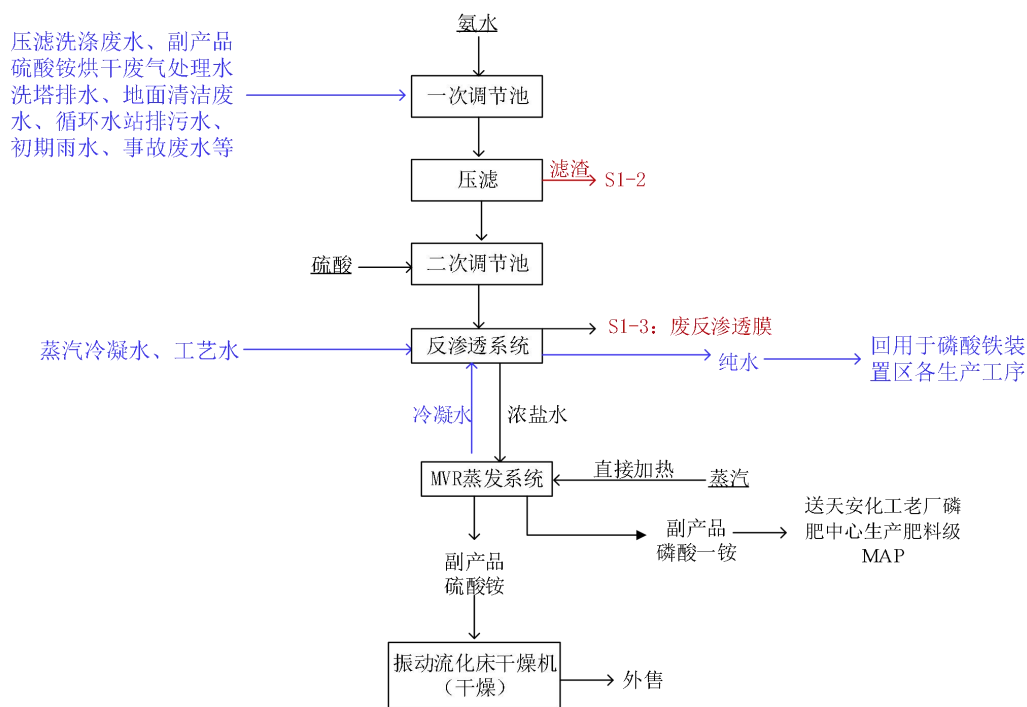 氨水
压滤洗涤废水、副产品
硫酸铵烘干废气处理水
洗塔排水、地面清洁废
水、循环水站排污水、
初期雨水、事故废水等
一次调节池
压滤
滤渣
S1-2
硫酸
二次调节池
S1-3：废反渗透膜
蒸汽冷凝水、工艺水
反渗透系统
纯水
回用于磷酸铁装
置区各生产工序
冷凝水
浓盐水
MVR蒸发系统
直接加热
蒸汽
副产品
磷酸一铵
送天安化工老厂磷
肥中心生产肥料级
MAP
副产品
硫酸铵
振动流化床干燥机
（干燥）
外售